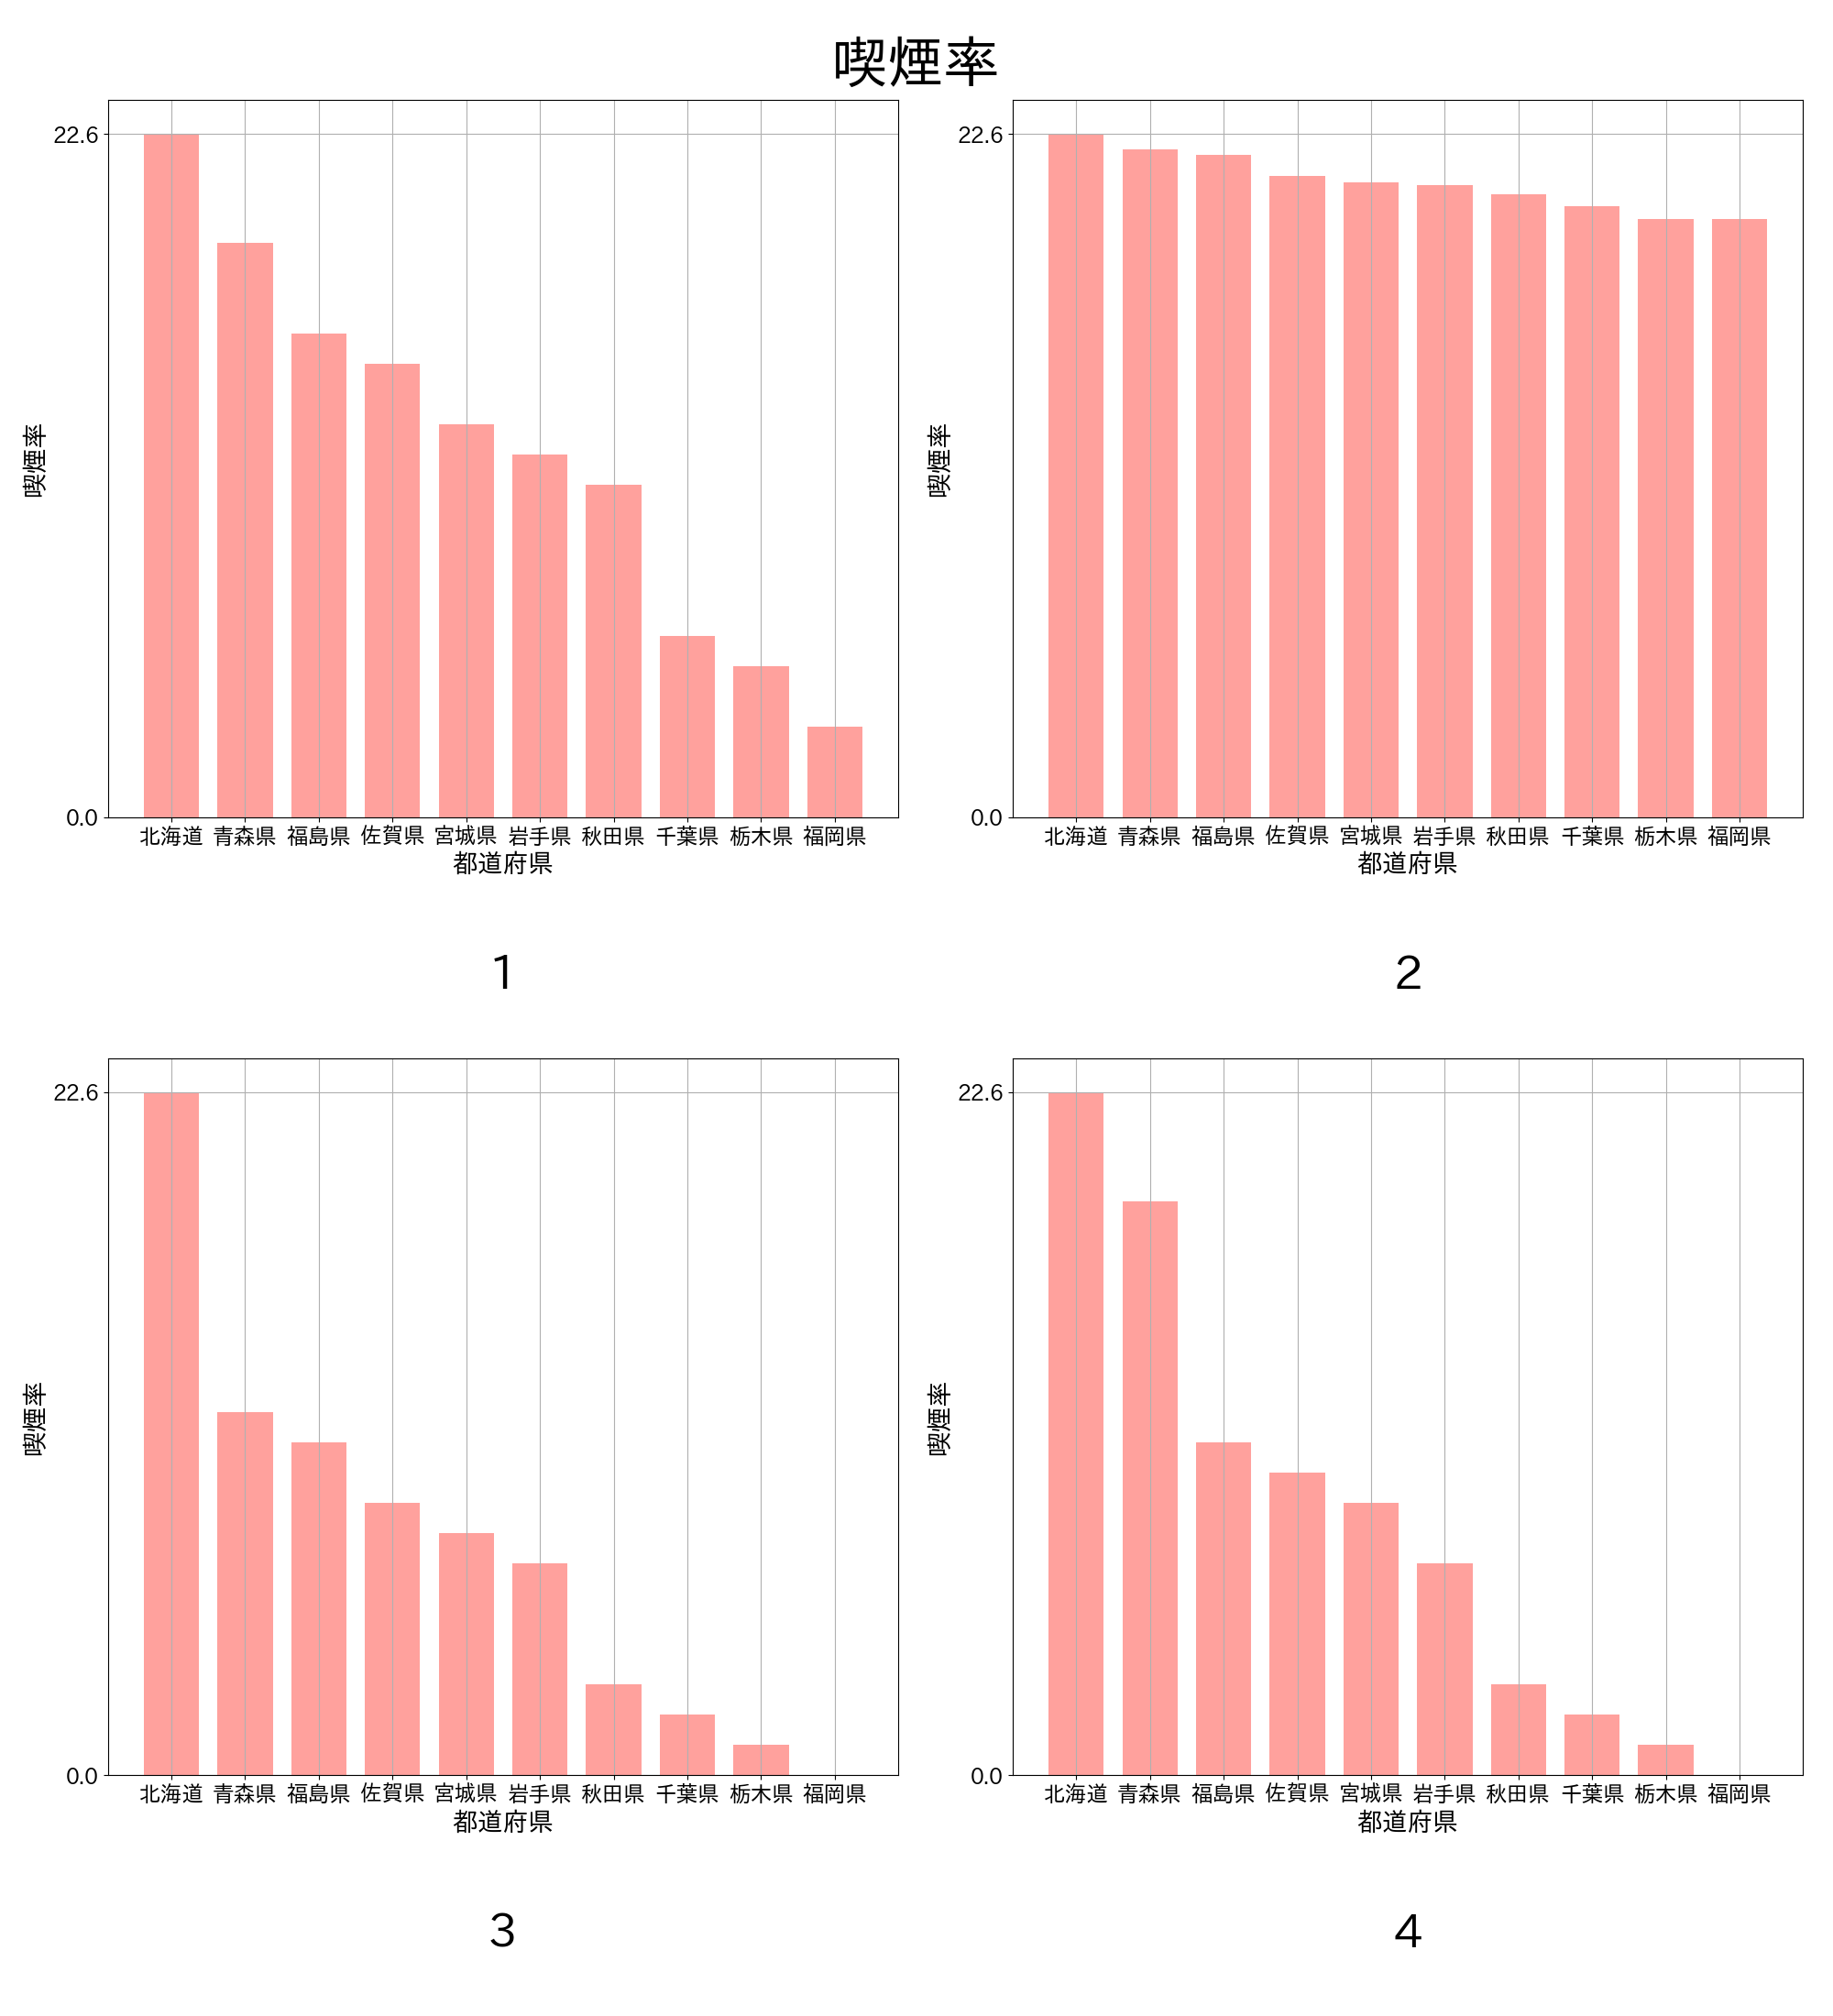 喫煙率
22.6
0.0
喫煙率
北海道 青森県 福島県 佐賀県 宮城県 岩手県 秋田県 千葉県 栃木県 福岡県
都道府県
1
22.6
0.0
喫煙率
北海道 青森県 福島県 佐賀県 宮城県 岩手県 秋田県 千葉県 栃木県 福岡県
都道府県
2
22.6
0.0
喫煙率
北海道 青森県 福島県 佐賀県 宮城県 岩手県 秋田県 千葉県 栃木県 福岡県
都道府県
3
22.6
0.0
喫煙率
北海道 青森県 福島県 佐賀県 宮城県 岩手県 秋田県 千葉県 栃木県 福岡県
都道府県
4